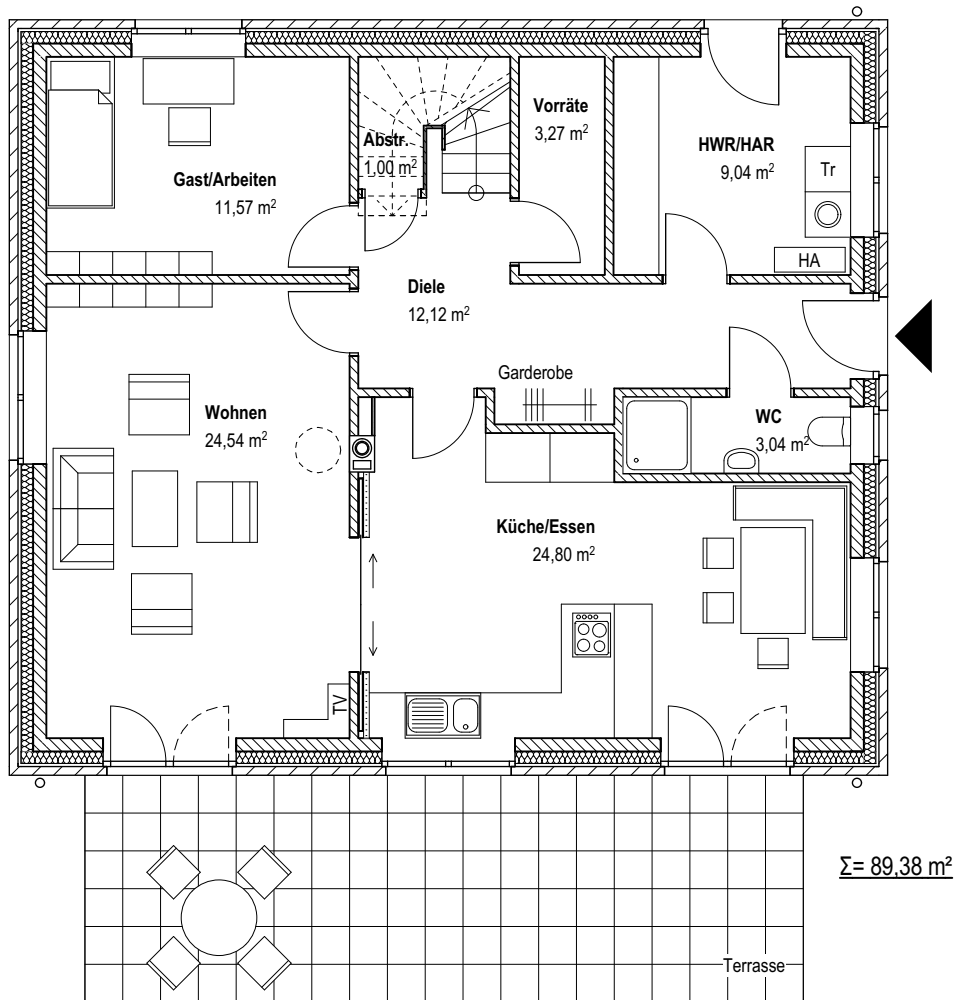 Vorräte
3,27 m²
Abstr.
1,00 m²
HWR/HAR
9,04 m²
Tr
Gast/Arbeiten
11,57 m²
HA
Diele
12,12 m²
Garderobe
Wohnen
24,54 m²
WC
3,04 m²
Küche/Essen
24,80 m²
TV
Σ= 89,38 m²
Terrasse